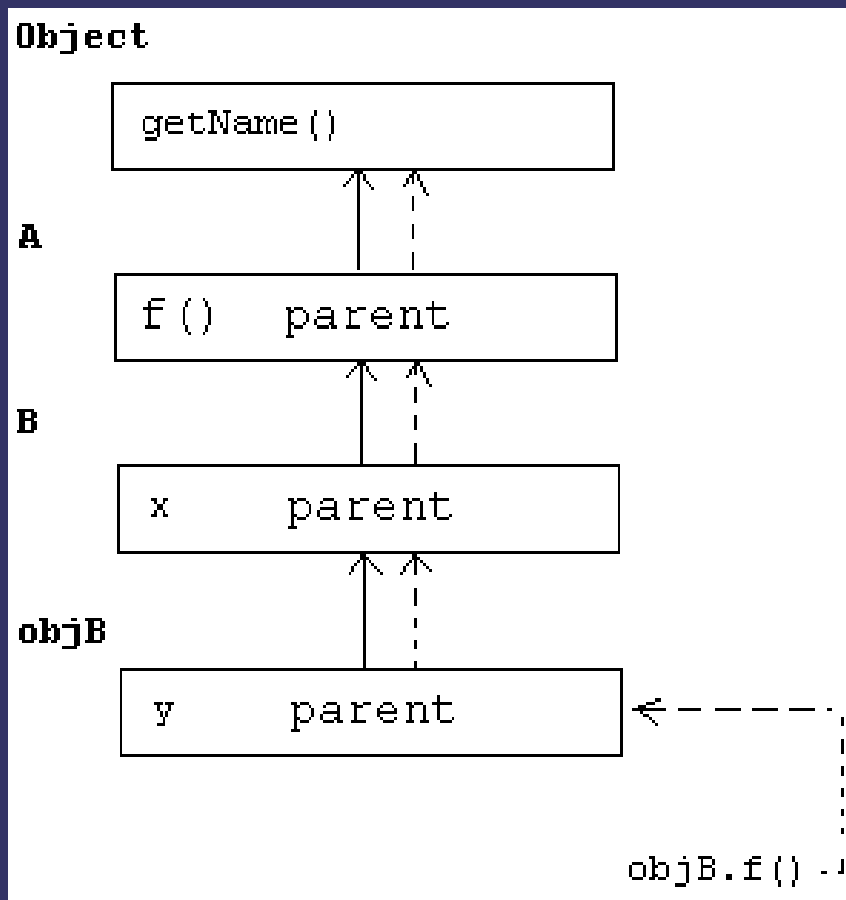 Object
getName()
A
f() parent
B
x parent
objB
y parent
objB.f()